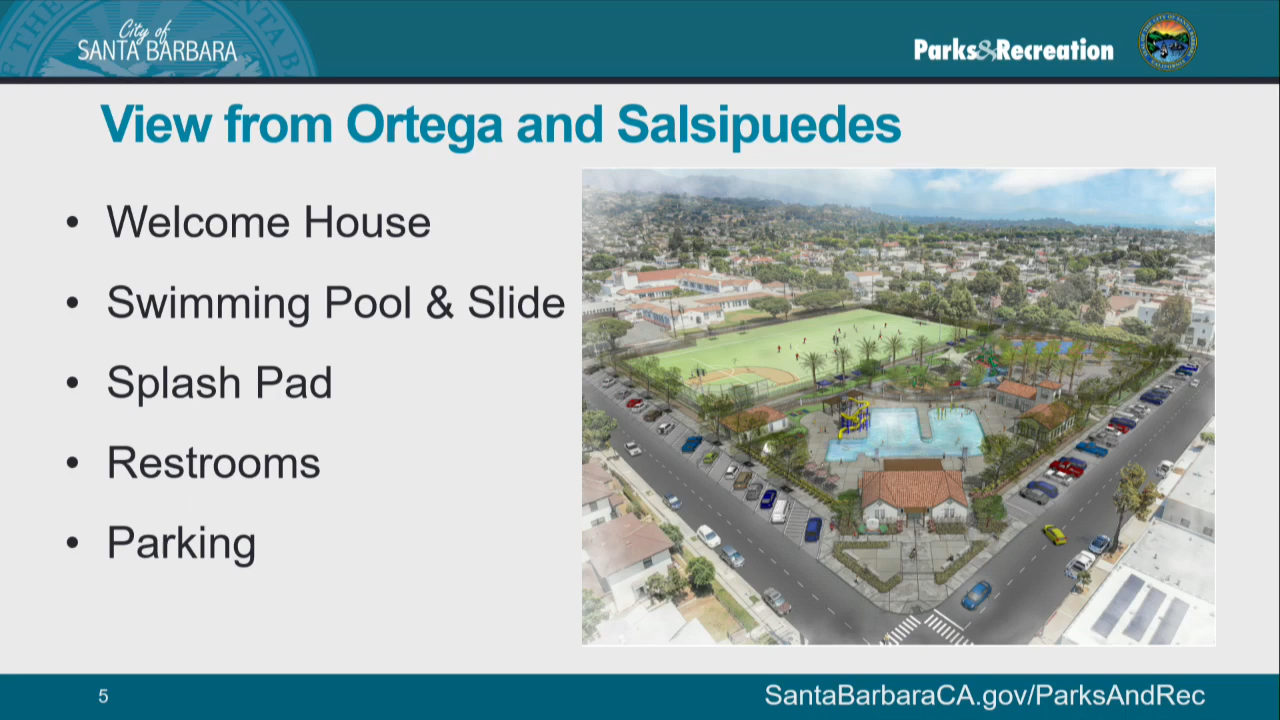 City of
SANTA BARBARA
Parks&Recreation
View from Ortega and Salsipuedes
• Welcome House
• Swimming Pool & Slide
• Splash Pad
• Restrooms
• Parking
5
SantaBarbaraCA.gov/ParksAndRec